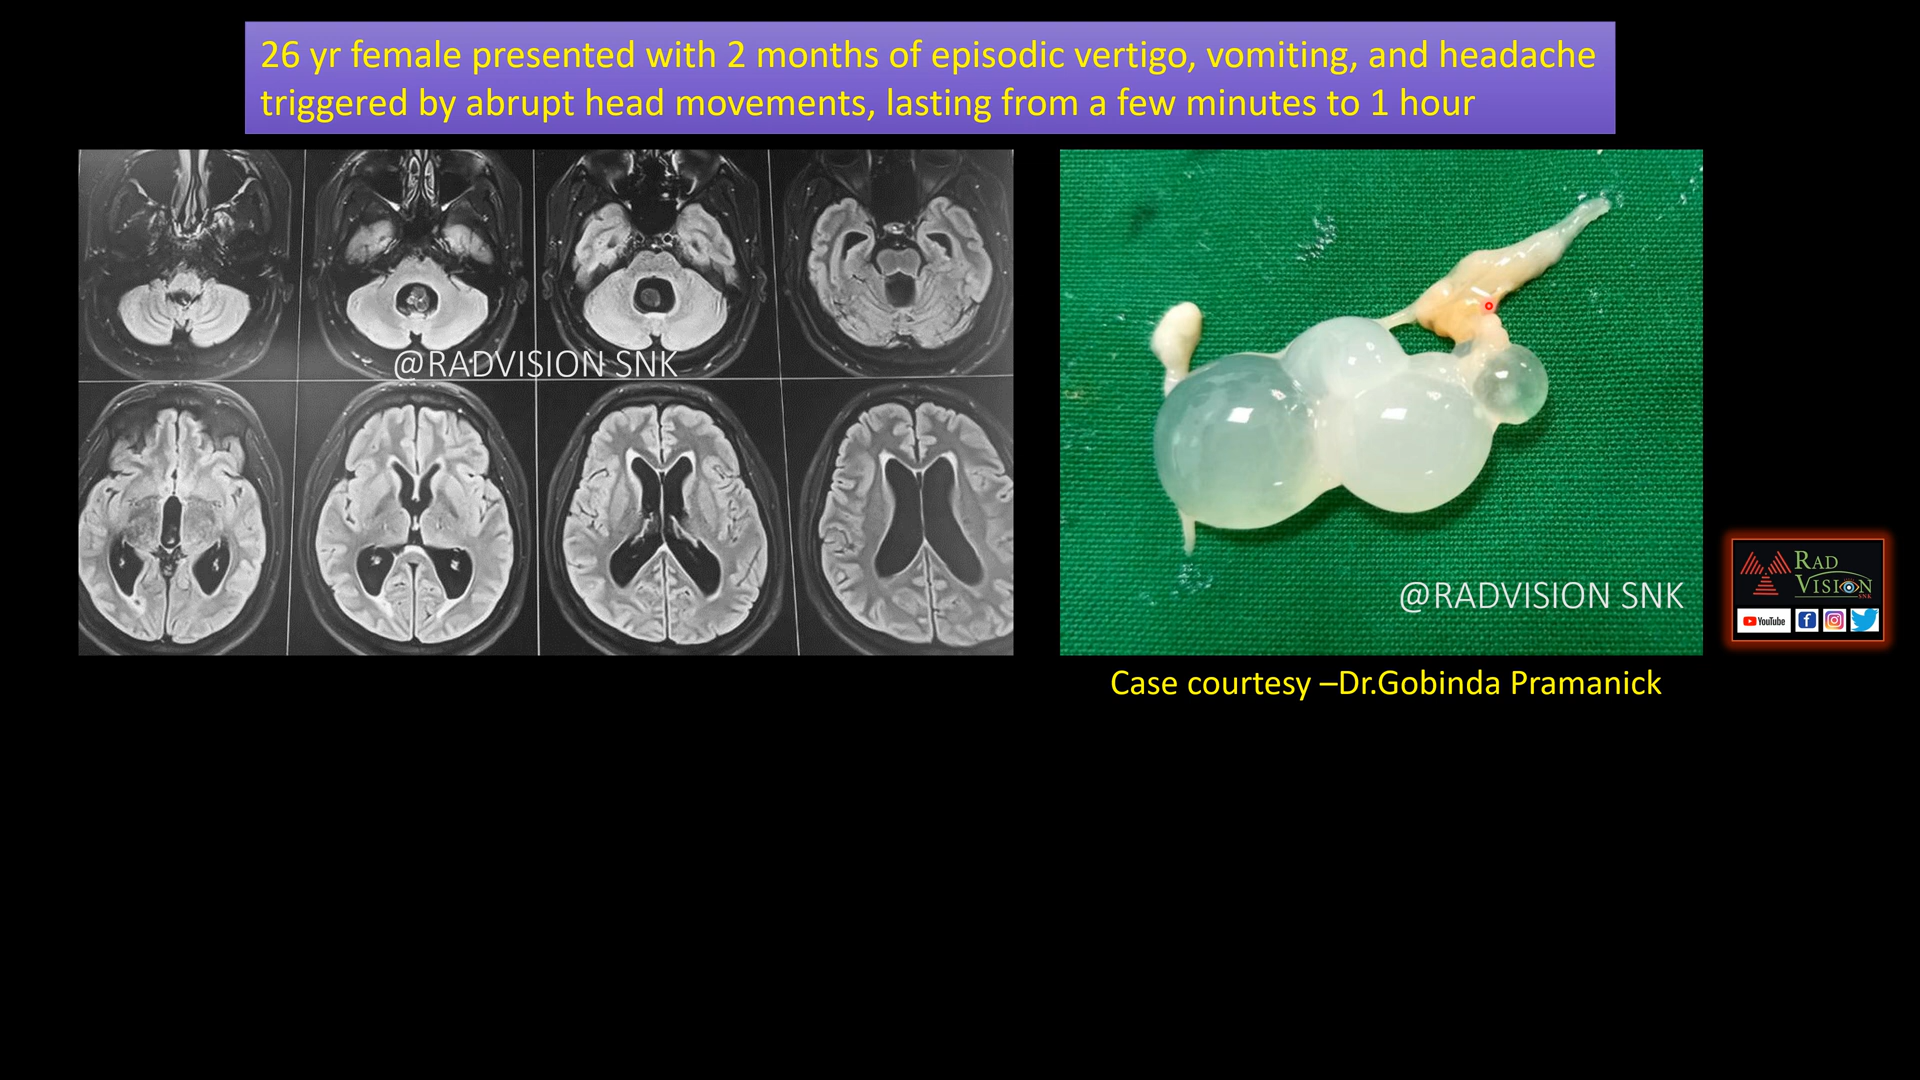 26 yr female presented with 2 months of episodic vertigo, vomiting, and headache
triggered by abrupt head movements, lasting from a few minutes to 1 hour
@RADVISION SNK
@RADVISION SNK
RAD
VISION
SNK
YouTube
Case courtesy –Dr.Gobinda Pramanick